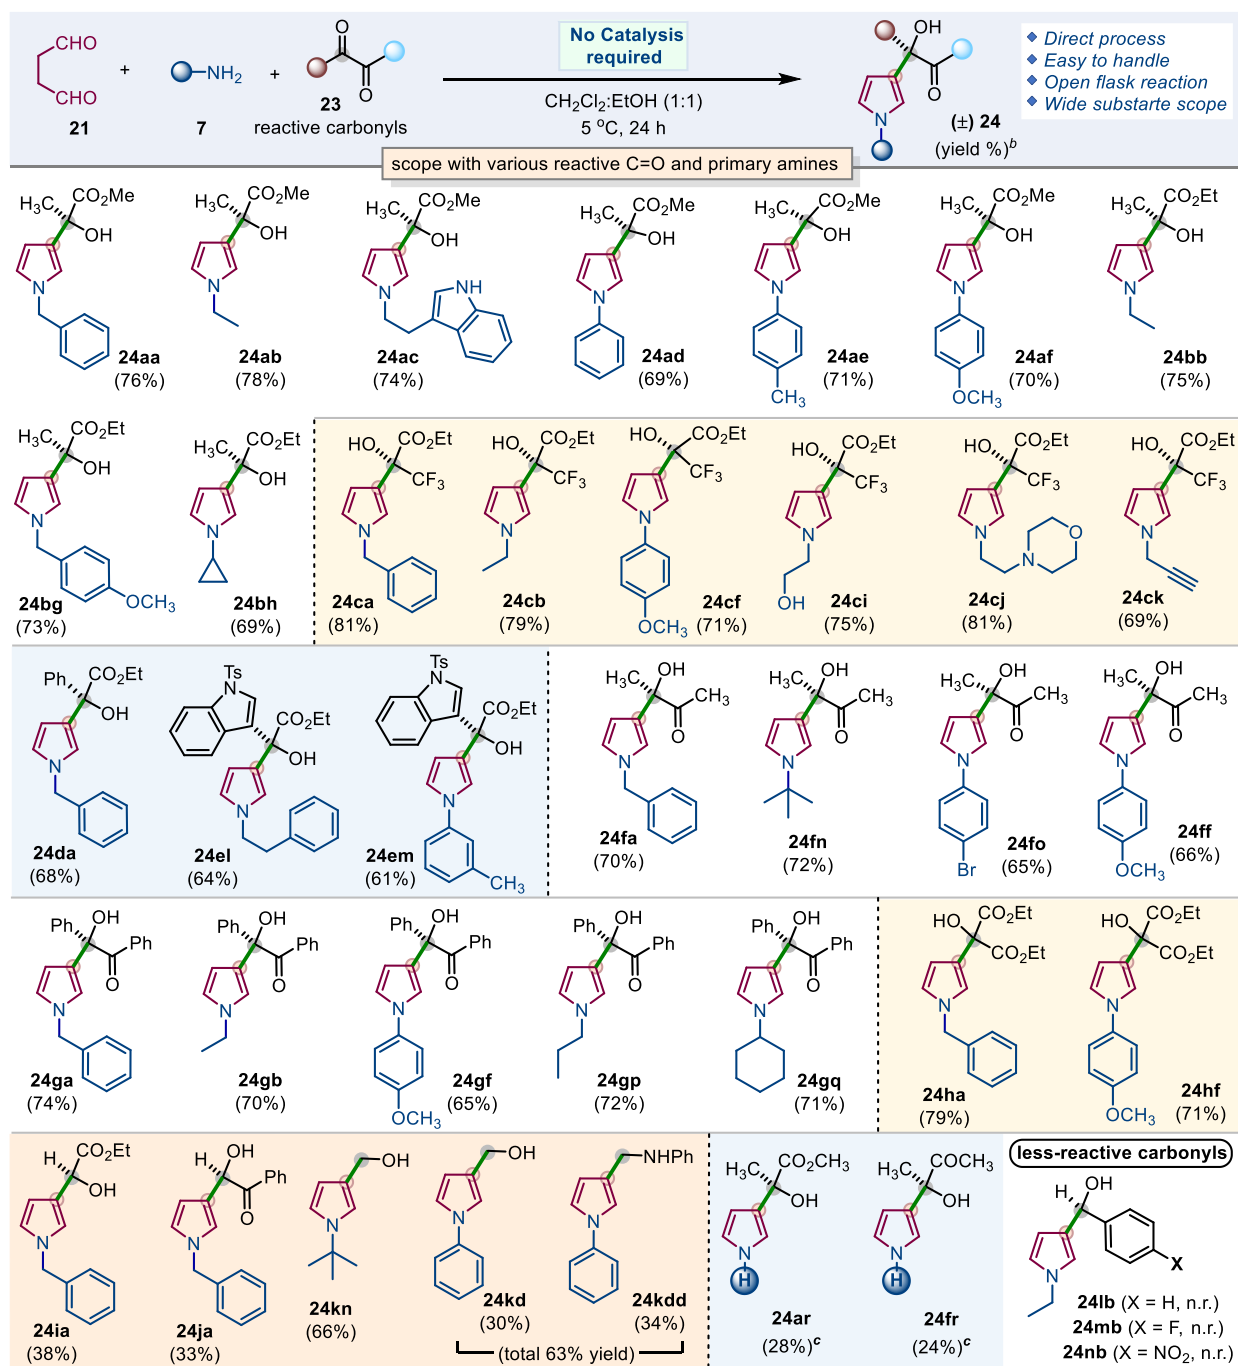 CHO
CHO
21
+
NH2
7
+
O
O
23
reactive carbonyls
No Catalysis
required
CH2Cl2:EtOH (1:1)
5 oC, 24 h
OH
O
N
(±) 24
(yield %)b
Direct process
Easy to handle
Open flask reaction
Wide substarte scope
scope with various reactive C=O and primary amines
H3C CO2Me
OH
N
24aa
(76%)
H3C CO2Me
OH
N
24ab
(78%)
H3C CO2Me
OH
N
NH
24ac
(74%)
H3C CO2Me
OH
N
24ad
(69%)
H3C CO2Me
OH
N
CH3
24ae
(71%)
H3C CO2Me
OH
N
OCH3
24af
(70%)
H3C CO2Et
OH
N
24bb
(75%)
H3C CO2Et
OH
N
OCH3
24bg
(73%)
H3C CO2Et
OH
N
24bh
(69%)
HO CO2Et
CF3
N
24ca
(81%)
HO CO2Et
CF3
N
24cb
(79%)
HO CO2Et
CF3
N
OCH3
24cf
(71%)
HO CO2Et
CF3
N
OH
24ci
(75%)
HO CO2Et
CF3
N
N
O
24cj
(81%)
HO CO2Et
CF3
N
24ck
(69%)
Ph CO2Et
OH
N
24da
(68%)
Ts
N
CO2Et
OH
N
24el
(64%)
Ts
N
CO2Et
OH
N
CH3
24em
(61%)
OH
H3C CH3
O
N
24fa
(70%)
OH
H3C CH3
O
N
24fn
(72%)
OH
H3C CH3
O
N
Br
24fo
(65%)
OH
H3C CH3
O
N
OCH3
24ff
(66%)
Ph OH
Ph
O
N
24ga
(74%)
Ph OH
Ph
O
N
24gb
(70%)
Ph OH
Ph
O
N
OCH3
24gf
(65%)
Ph OH
Ph
O
N
24gp
(72%)
Ph OH
Ph
O
N
24gq
(71%)
HO CO2Et
CO2Et
N
24ha
(79%)
HO CO2Et
CO2Et
N
OCH3
24hf
(71%)
H CO2Et
OH
N
24ia
(38%)
H OH
Ph
O
N
24ja
(33%)
OH
N
24kn
(66%)
OH
N
24kd
(30%)
NHPh
N
24kdd
(34%)
(total 63% yield)
H3C CO2CH3
OH
N
H
24ar
(28%)c
H3C COCH3
OH
N
H
24fr
(24%)c
less-reactive carbonyls
H OH
X
N
24lb (X = H, n.r.)
24mb (X = F, n.r.)
24nb (X = NO2, n.r.)